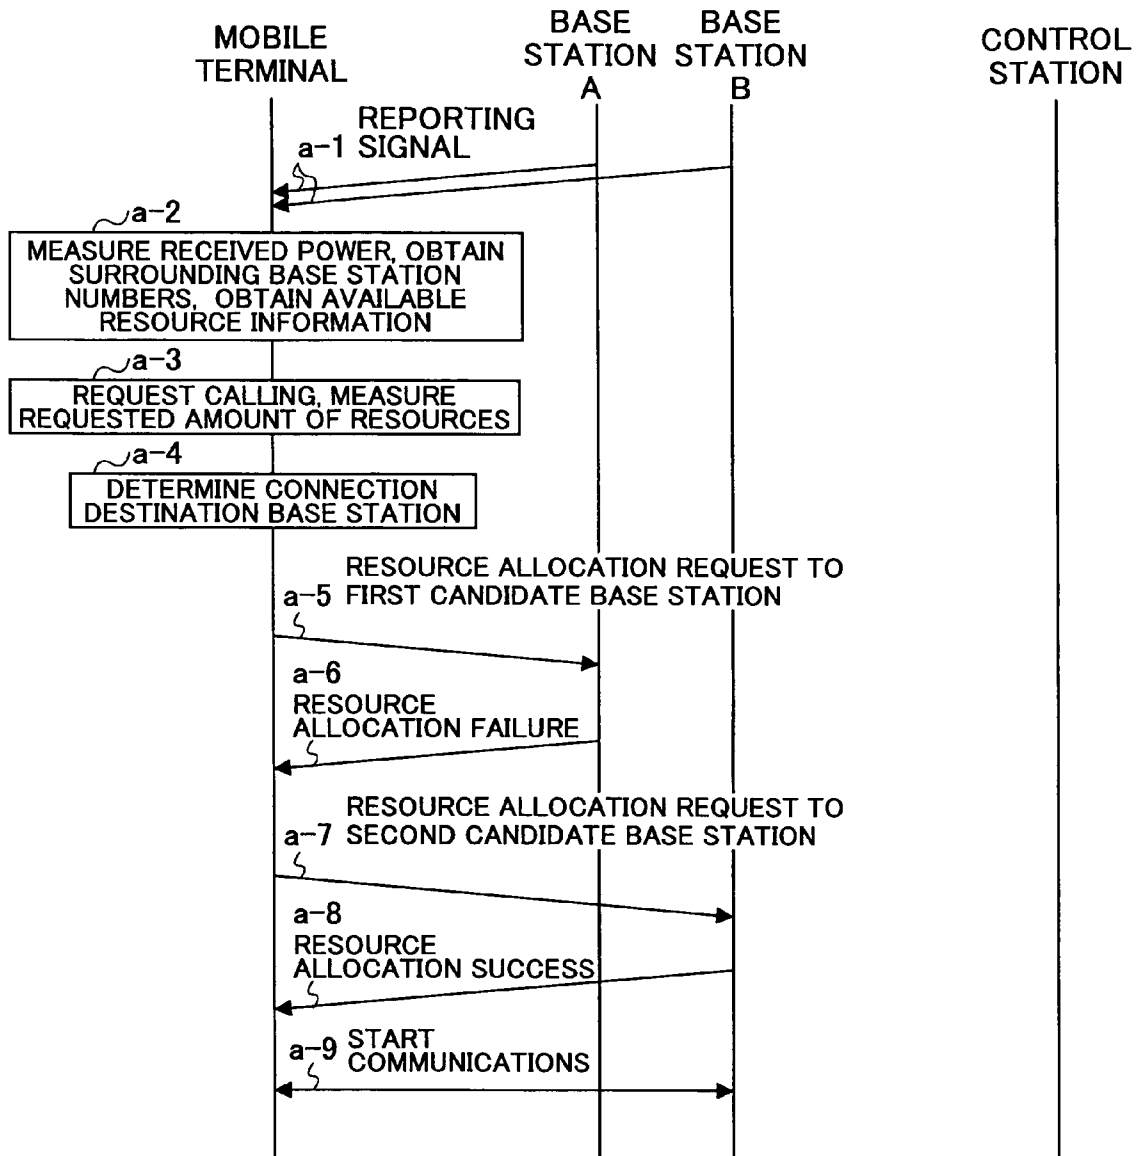 MOBILE
TERMINAL
BASE
STATION
A
BASE
STATION
B
CONTROL
STATION
a-1
REPORTING
SIGNAL
a-2
MEASURE RECEIVED POWER, OBTAIN
SURROUNDING BASE STATION
NUMBERS, OBTAIN AVAILABLE
RESOURCE INFORMATION
a-3
REQUEST CALLING, MEASURE
REQUESTED AMOUNT OF RESOURCES
a-4
DETERMINE CONNECTION
DESTINATION BASE STATION
a-5
RESOURCE ALLOCATION REQUEST TO
FIRST CANDIDATE BASE STATION
a-6
RESOURCE
ALLOCATION FAILURE
a-7
RESOURCE ALLOCATION REQUEST TO
SECOND CANDIDATE BASE STATION
a-8
RESOURCE
ALLOCATION SUCCESS
a-9
START
COMMUNICATIONS